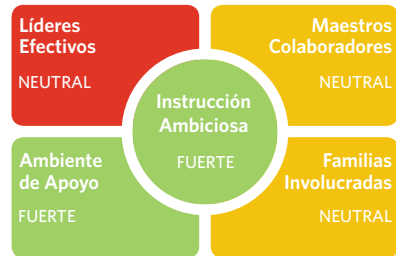 Líderes
Efectivos
NEUTRAL
Maestros
Colaboradores
NEUTRAL
Instrucción
Ambiciosa
FUERTE
Ambiente
de Apoyo
FUERTE
Familias
Involucradas
NEUTRAL